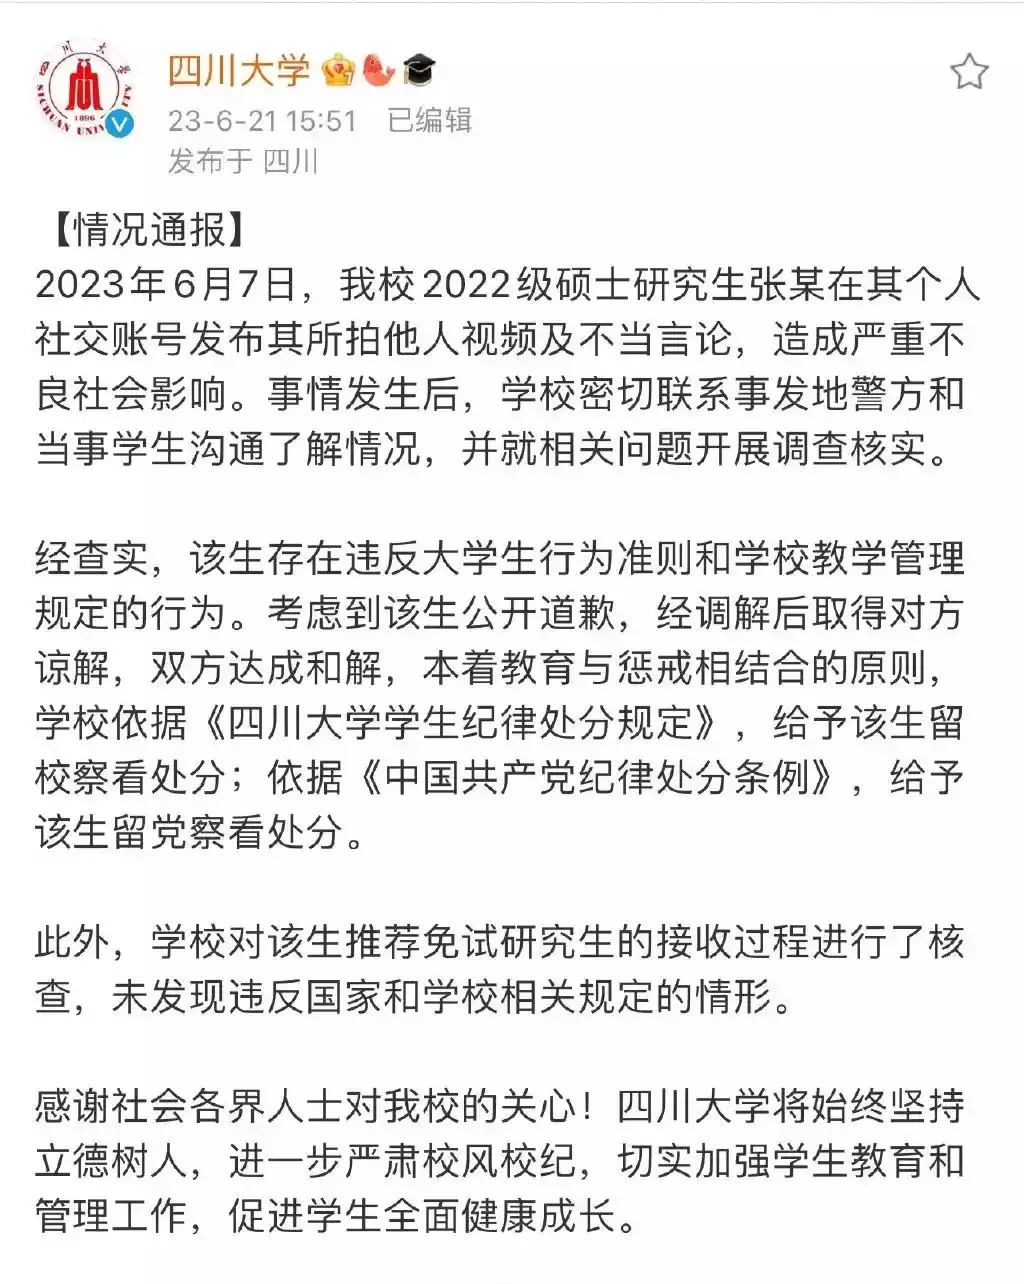 四川大学
23-6-21 15:51 已编辑
发布于 四川
四川大学
1896
SICHUAN UNIV
【情况通报】
2023年6月7日，我校2022级硕士研究生张某在其个人
社交账号发布其所拍他人视频及不当言论，造成严重不
良社会影响。事情发生后，学校密切联系事发地警方和
当事学生沟通了解情况，并就相关问题开展调查核实。
经查实，该生存在违反大学生行为准则和学校教学管理
规定的行为。考虑到该生公开道歉，经调解后取得对方
谅解，双方达成和解，本着教育与惩戒相结合的原则，
学校依据《四川大学学生纪律处分规定》，给予该生留
校察看处分；依据《中国共产党纪律处分条例》，给予
该生留党察看处分。
此外，学校对该生推荐免试研究生的接收过程进行了核
查，未发现违反国家和学校相关规定的情形。
感谢社会各界人士对我校的关心！四川大学将始终坚持
立德树人，进一步严肃校风校纪，切实加强学生教育和
管理工作，促进学生全面健康成长。